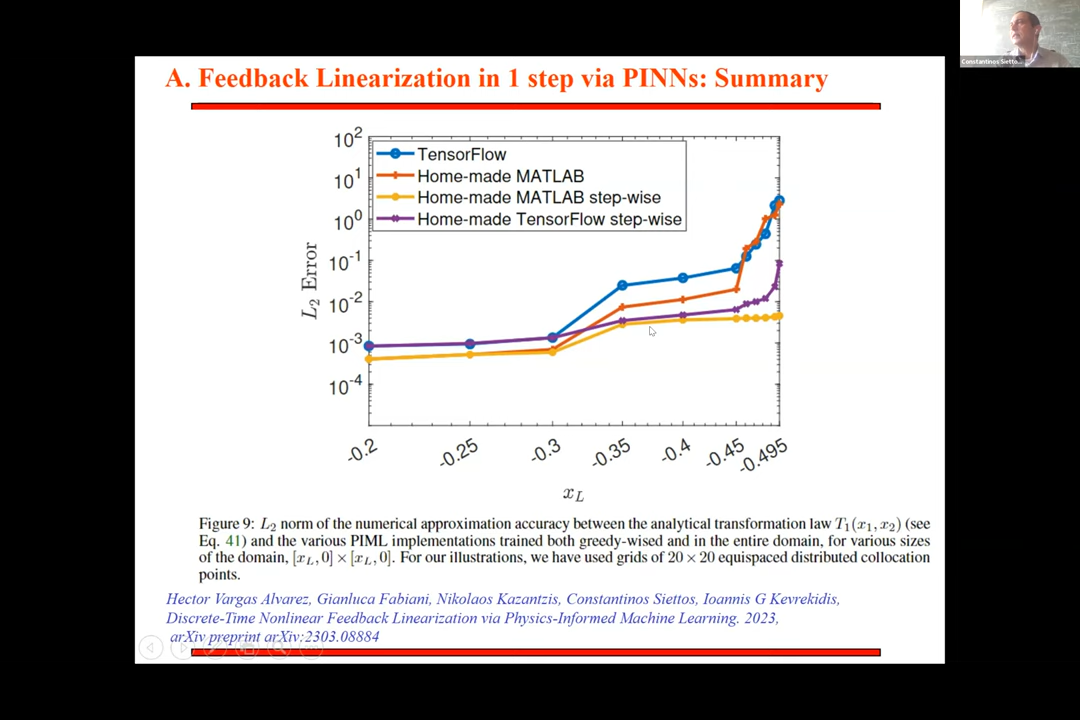 Constantinos Sietto...
A. Feedback Linearization in 1 step via PINNs: Summary
10²
10¹
10⁰
10⁻¹
10⁻²
10⁻³
10⁻⁴
L₂ Error
TensorFlow
Home-made MATLAB
Home-made MATLAB step-wise
Home-made TensorFlow step-wise
-0.2
-0.25
-0.3
-0.35
-0.4
-0.45
-0.495
x_L
Figure 9: L₂ norm of the numerical approximation accuracy between the analytical transformation law T₁(x₁, x₂) (see
Eq. 41) and the various PIML implementations trained both greedy-wised and in the entire domain, for various sizes
of the domain, [x_L, 0] × [x_L, 0]. For our illustrations, we have used grids of 20 × 20 equispaced distributed collocation
points.
Hector Vargas Alvarez, Gianluca Fabiani, Nikolaos Kazantzis, Constantinos Siettos, Ioannis G Kevrekidis,
Discrete-Time Nonlinear Feedback Linearization via Physics-Informed Machine Learning. 2023,
arXiv preprint arXiv:2303.08884